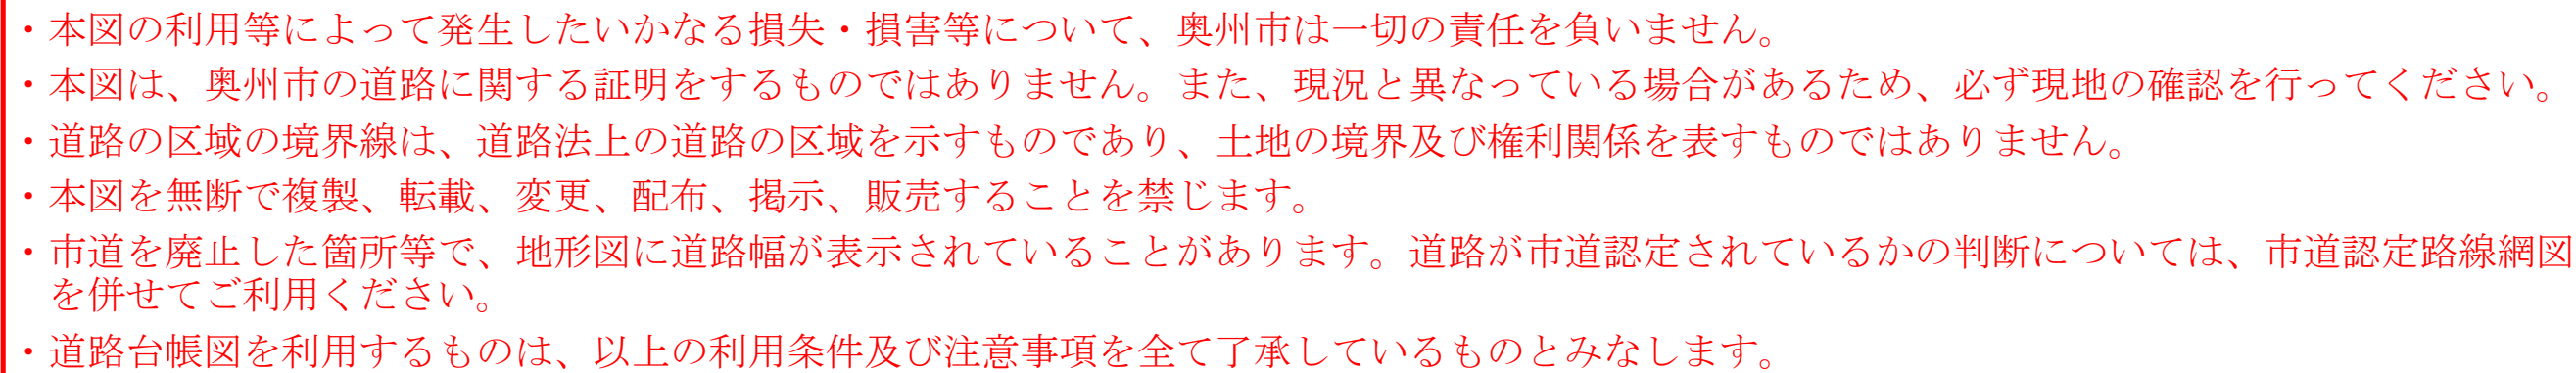 ・本図の利用等によって発生したいかなる損失・損害等について、奥州市は一切の責任を負いません。
・本図は、奥州市の道路に関する証明をするものではありません。また、現況と異なっている場合があるため、必ず現地の確認を行ってください。
・道路の区域の境界線は、道路法上の道路の区域を示すものであり、土地の境界及び権利関係を表すものではありません。
・本図を無断で複製、転載、変更、配布、掲示、販売することを禁じます。
・市道を廃止した箇所等で、地形図に道路幅が表示されていることがあります。道路が市道認定されているかの判断については、市道認定路線網図
を併せてご利用ください。
・道路台帳図を利用するものは、以上の利用条件及び注意事項を全て了承しているものとみなします。